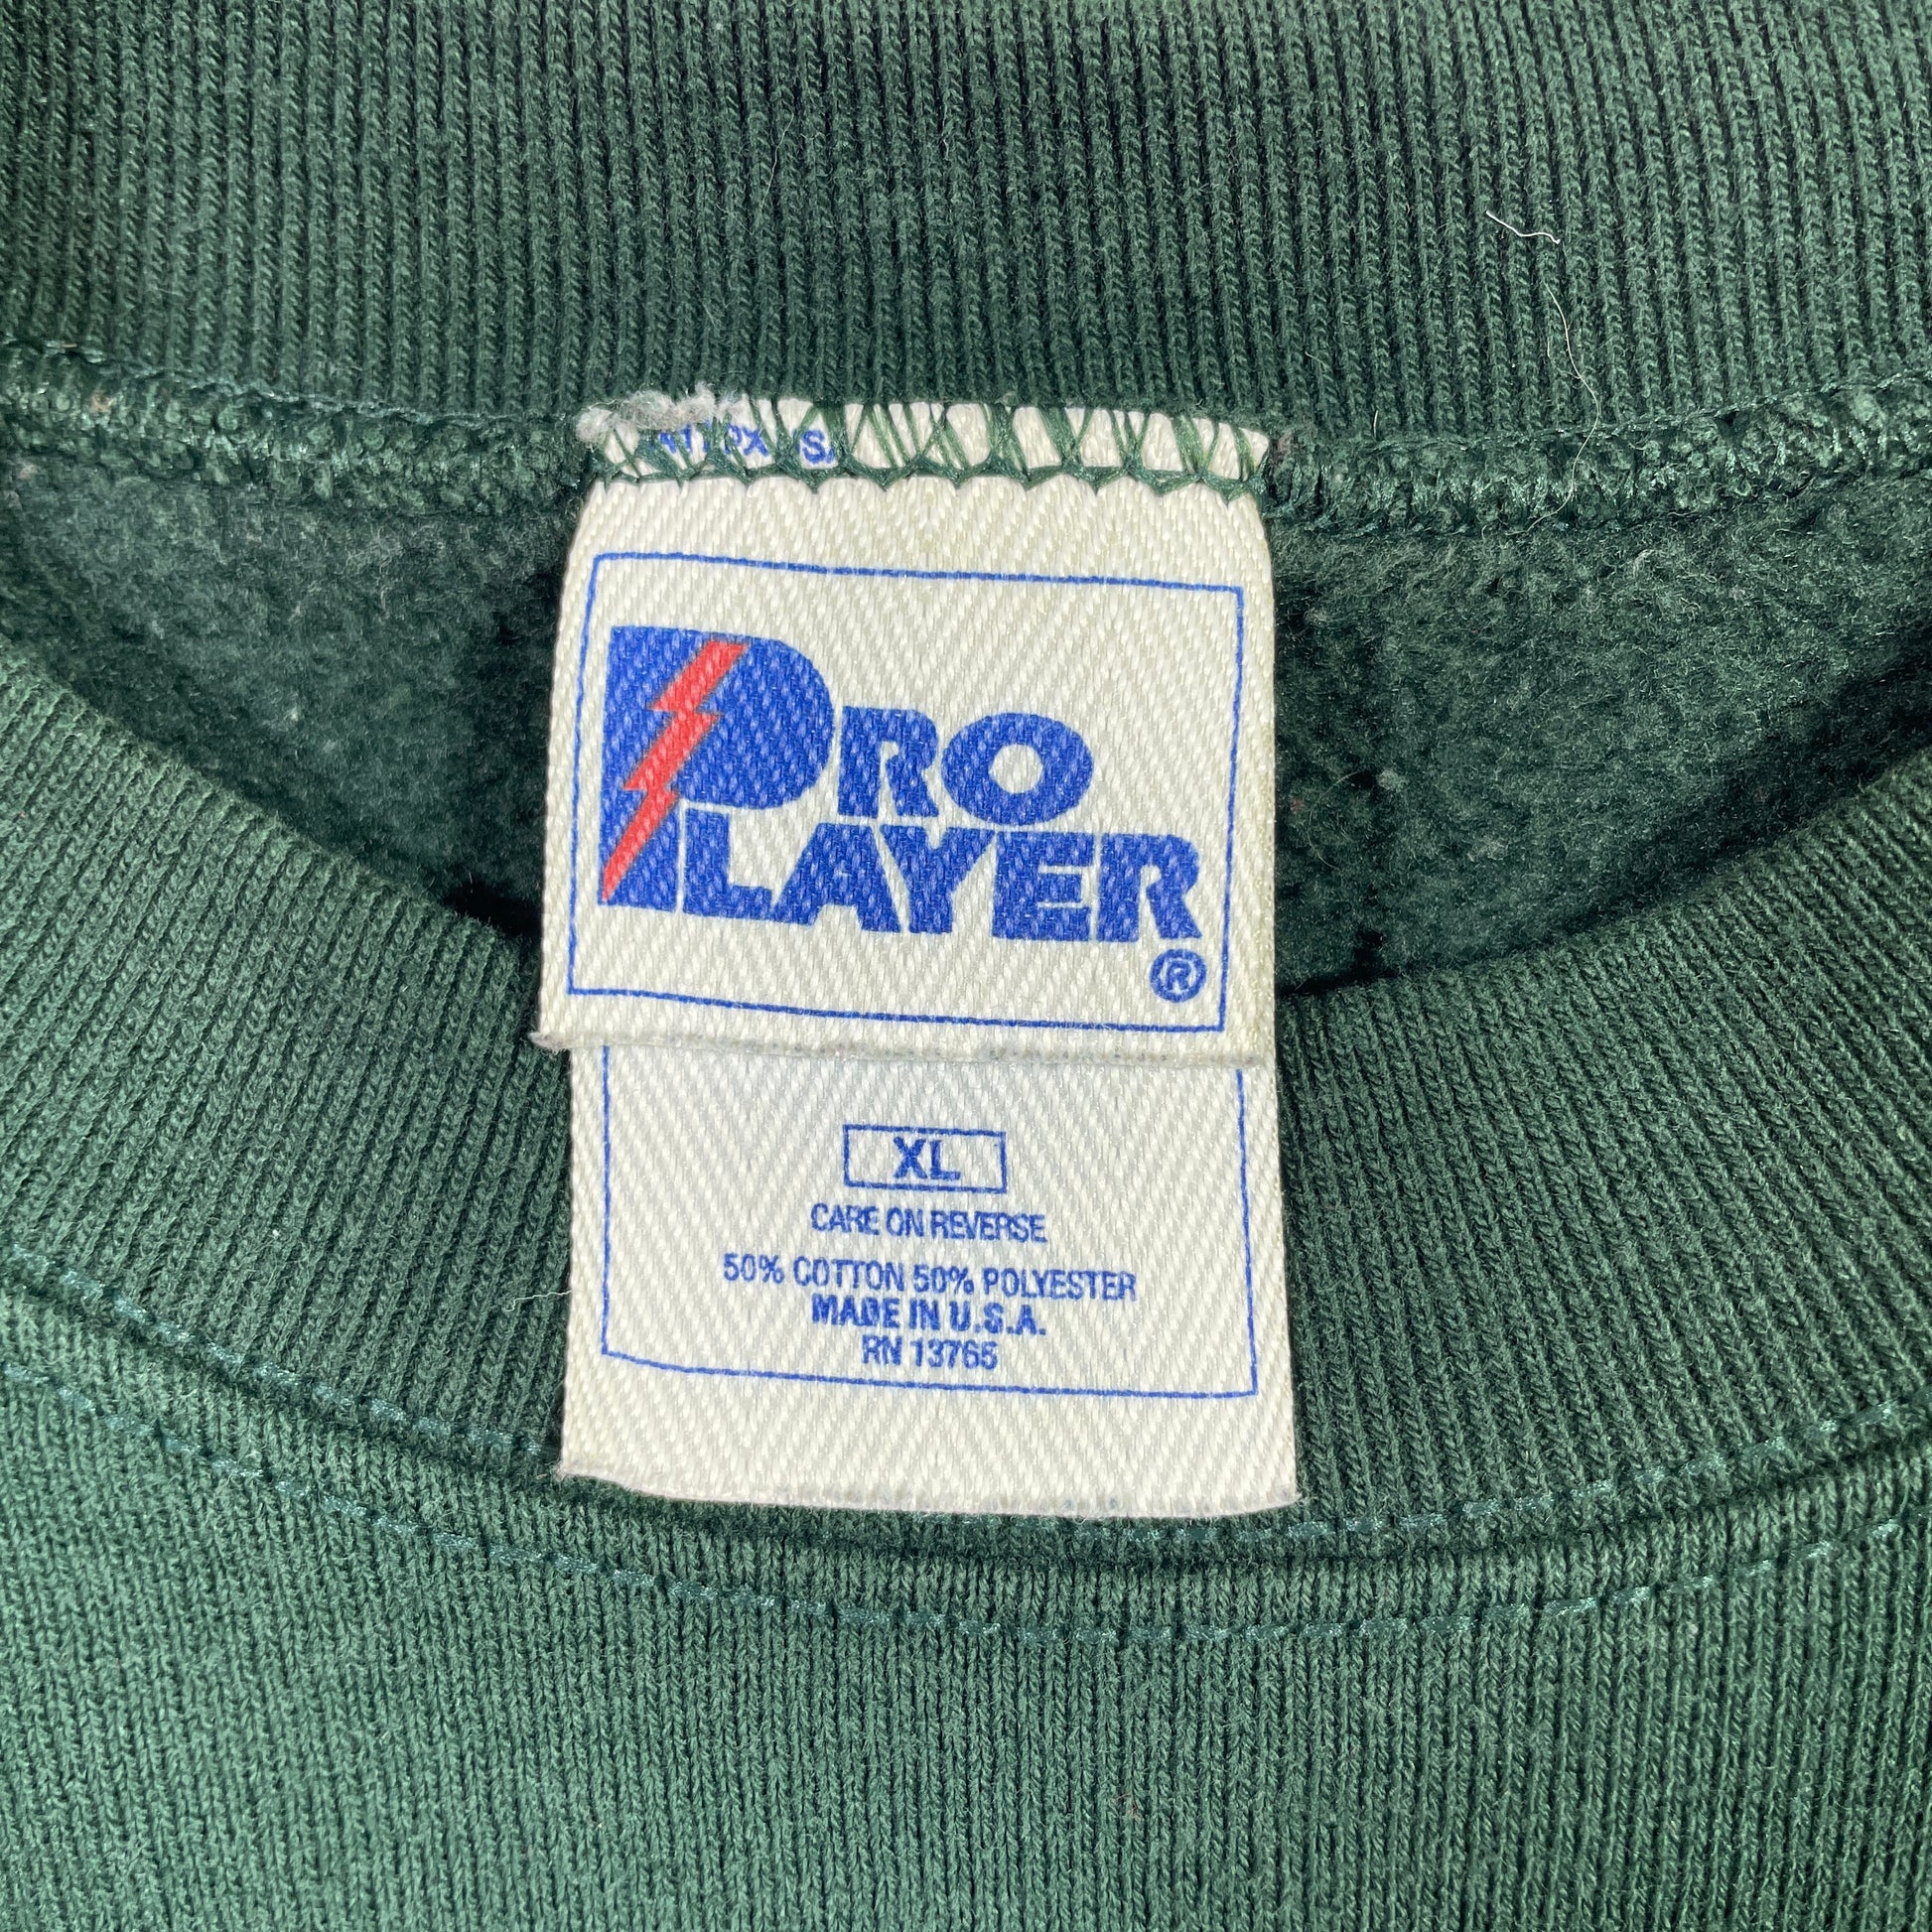 PRO
PLAYER
®
XL
CARE ON REVERSE
50% COTTON 50% POLYESTER
MADE IN U.S.A.
RN 13765